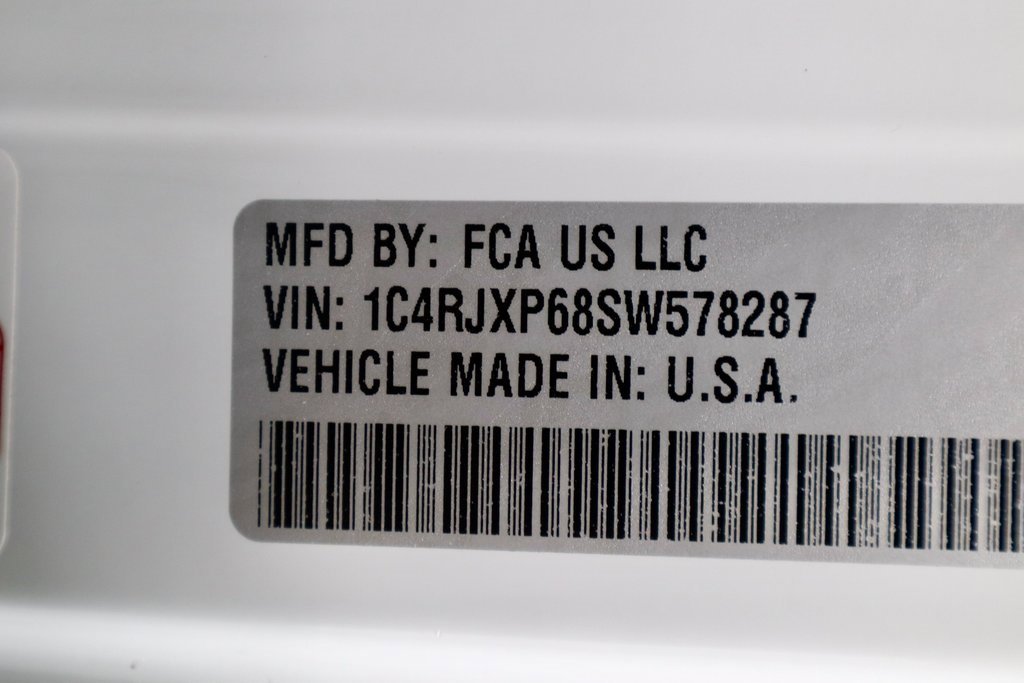 MFD BY: FCA US LLC
VIN: 1C4RJXP68SW578287
VEHICLE MADE IN: U.S.A.